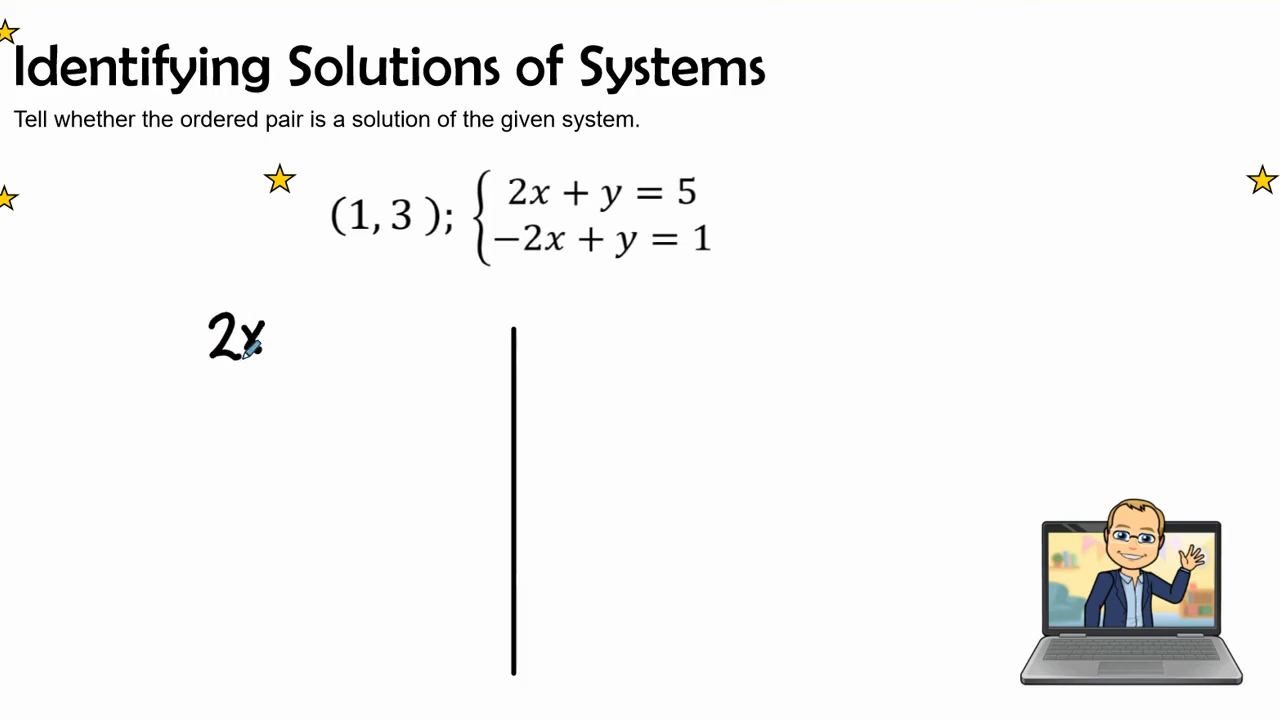 Identifying Solutions of Systems
Tell whether the ordered pair is a solution of the given system.
(1, 3 ); { 2x + y = 5
−2x + y = 1
2x